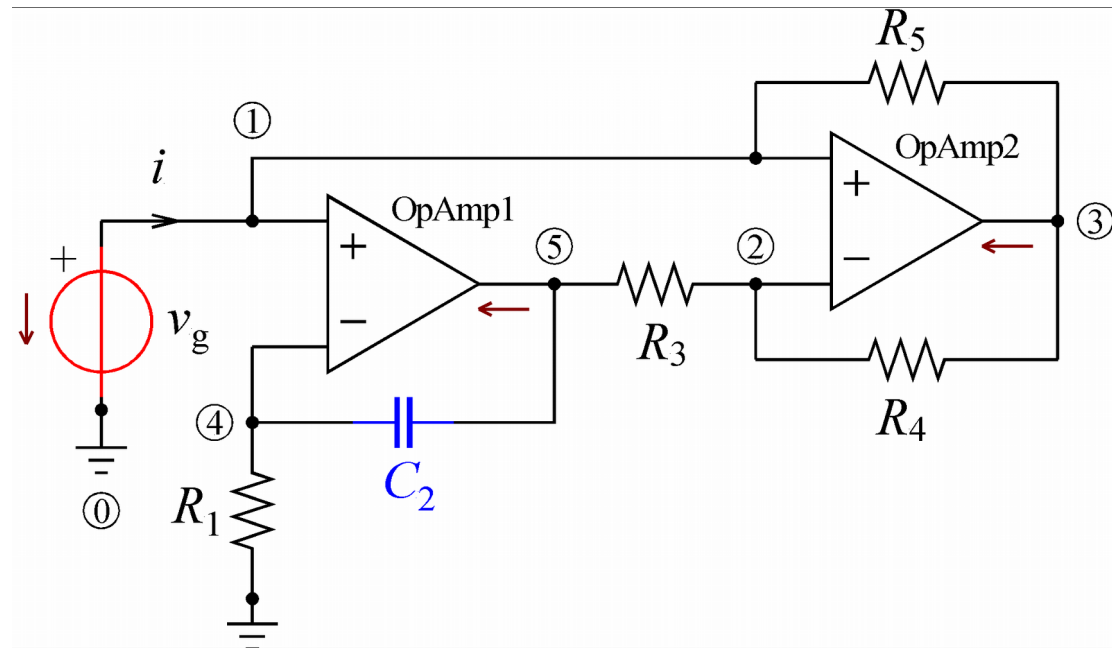 R5
①
OpAmp2
i
OpAmp1
+
+
⑤
②
③
+
−
vg
−
R3
④
R4
C2
R1
⓪